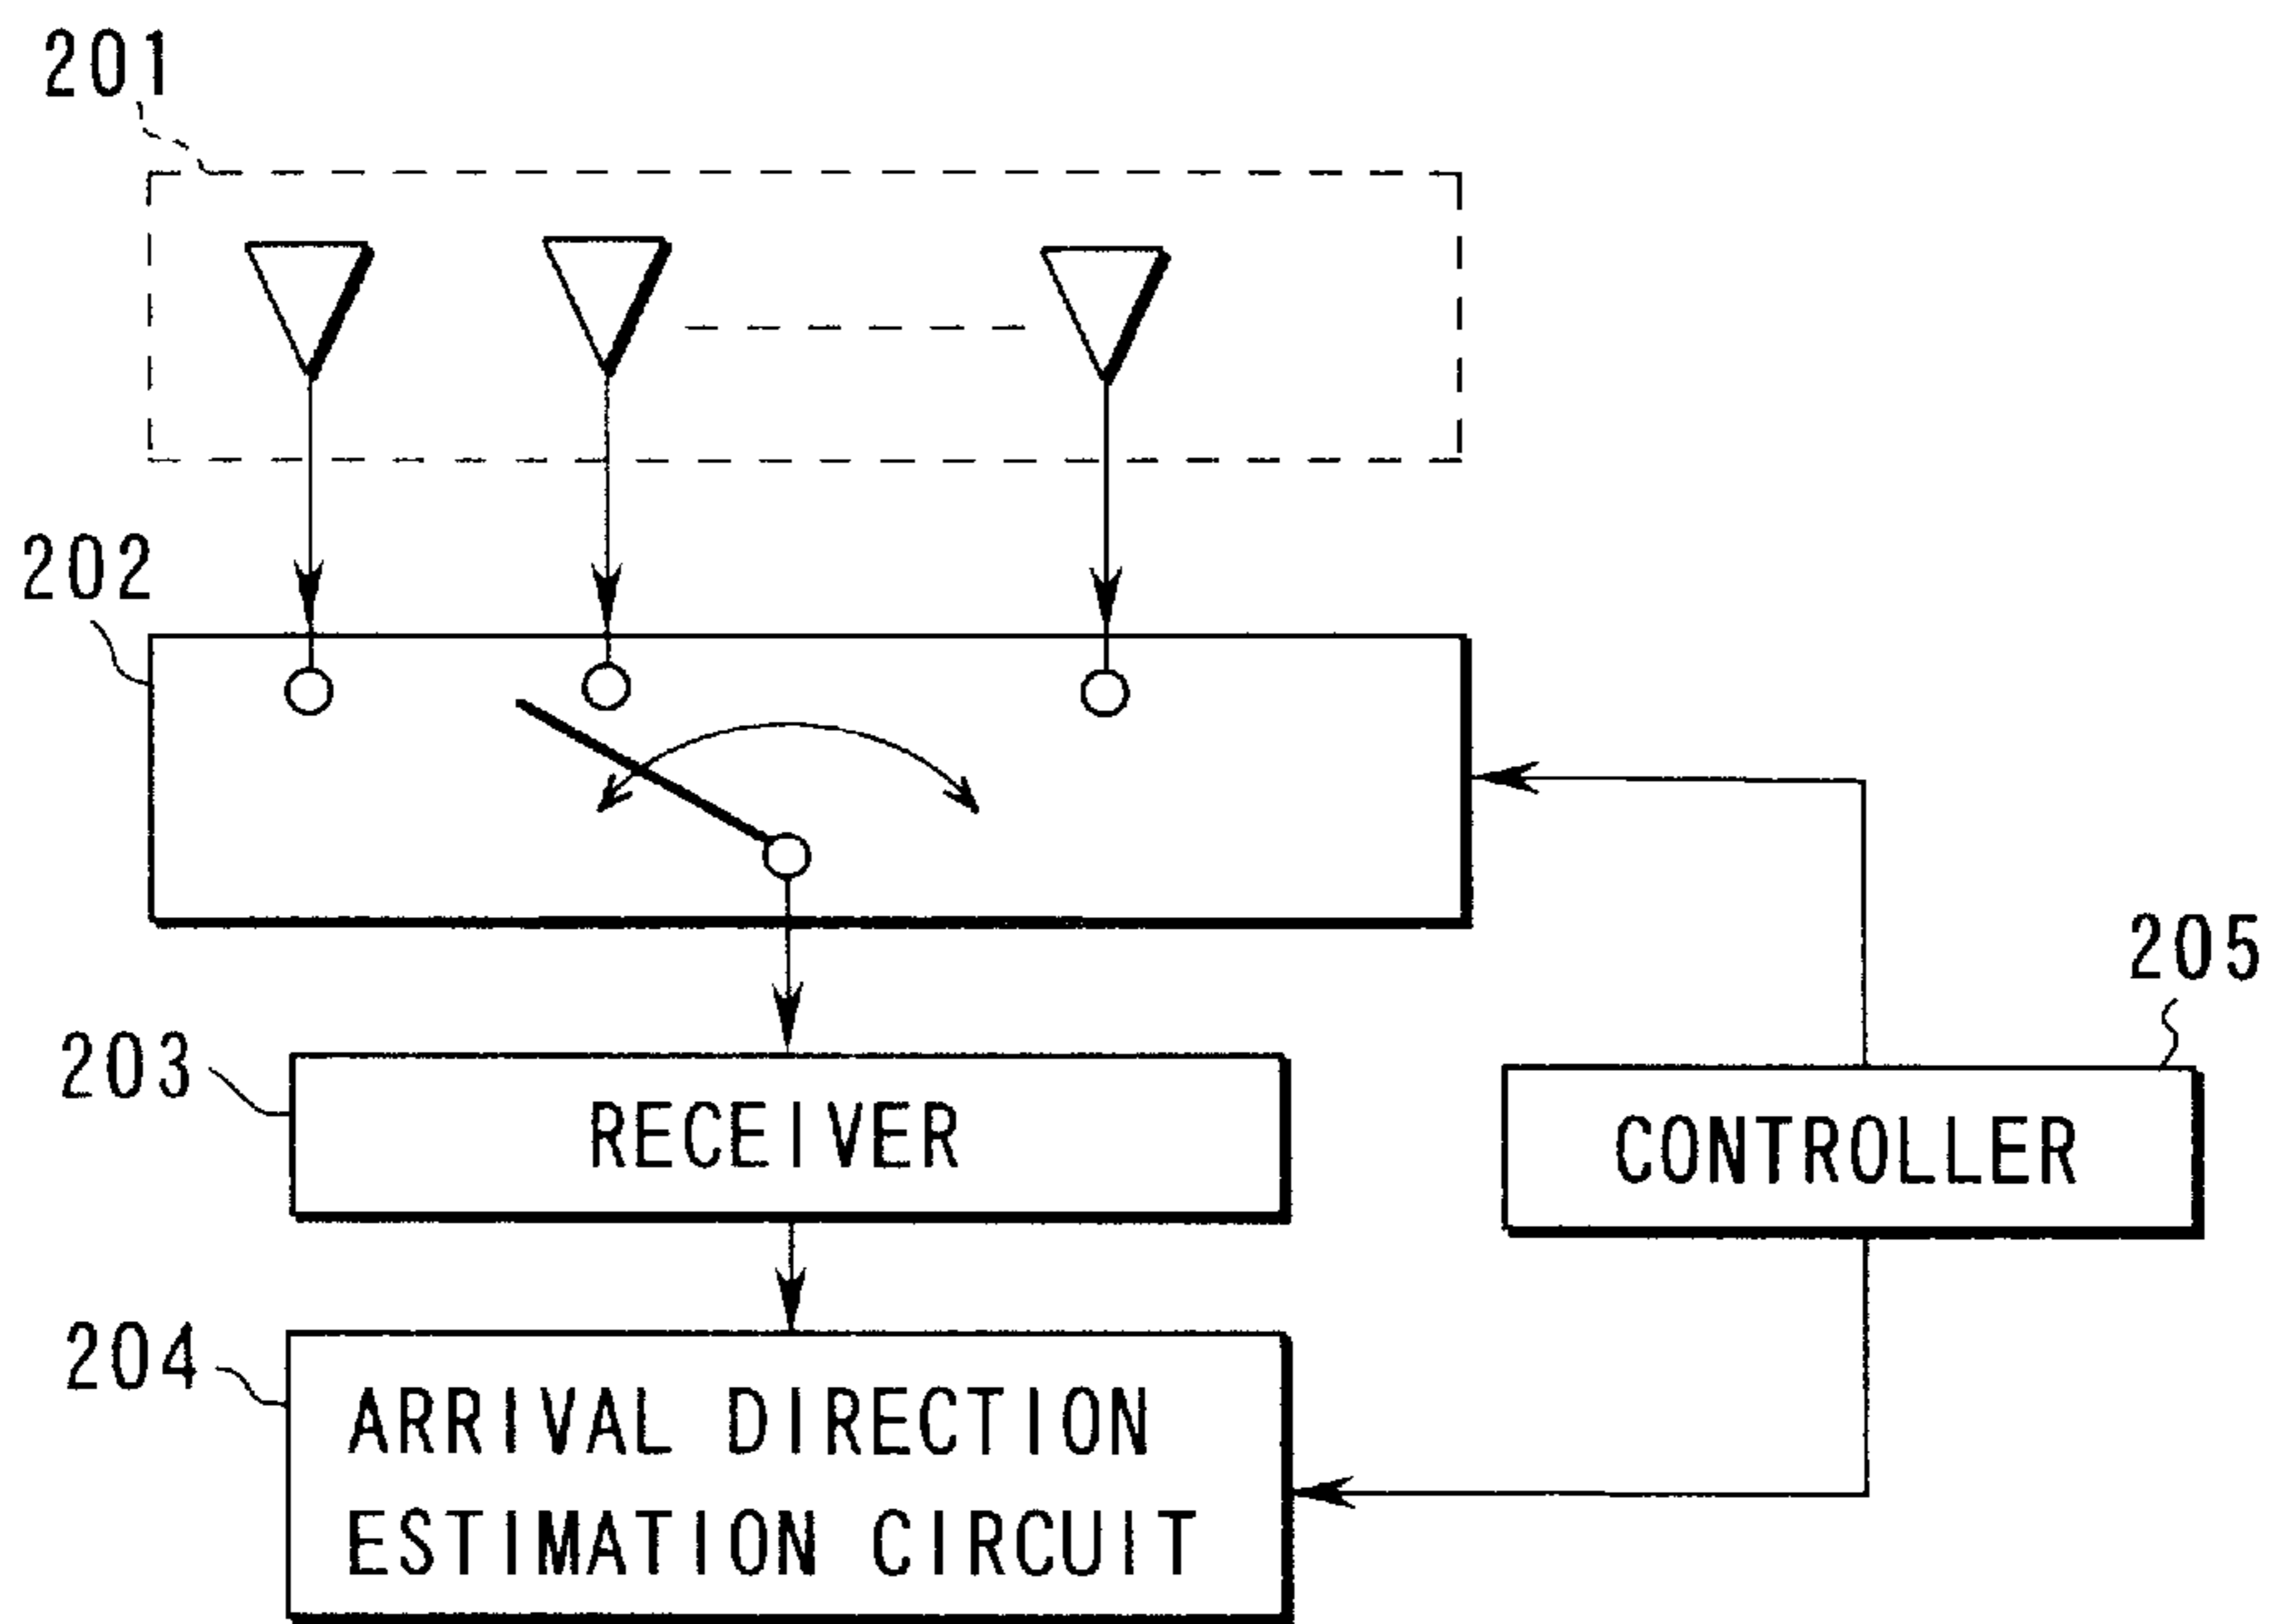 201
202
203
RECEIVER
205
CONTROLLER
204
ARRIVAL DIRECTION
ESTIMATION CIRCUIT